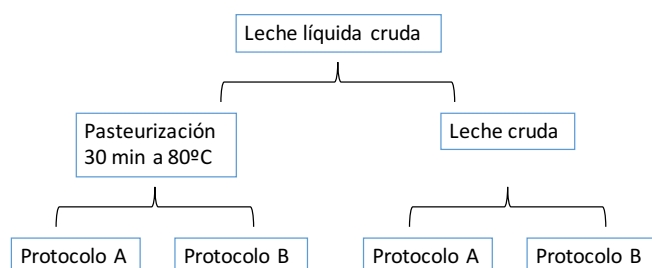 Leche líquida cruda
Pasteurización
30 min a 80ºC
Leche cruda
Protocolo A
Protocolo B
Protocolo A
Protocolo B